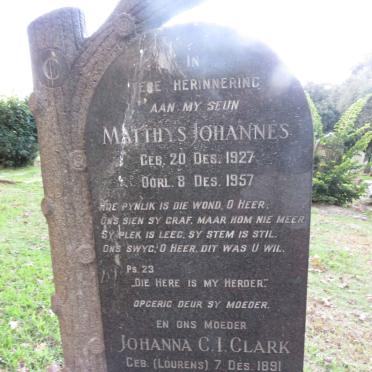 IN
HERINNERING
AAN MY SEUN
MATTHYS JOHANNES
GEB. 20 DES. 1927
OORL. 8 DES. 1957
HOE PYNLIK IS DIE WOND, O HEER,
ONS SIEN SY GRAF, MAAR HOM NIE MEER
SY PLEK IS LEEG, SY STEM IS STIL.
ONS SWYG, O HEER, DIT WAS U WIL.
PS. 23
"DIE HERE IS MY HERDER."
OPGERIG DEUR SY MOEDER.
EN ONS MOEDER
JOHANNA C. I. CLARK
GEB. (LOURENS) 7 DES. 1891